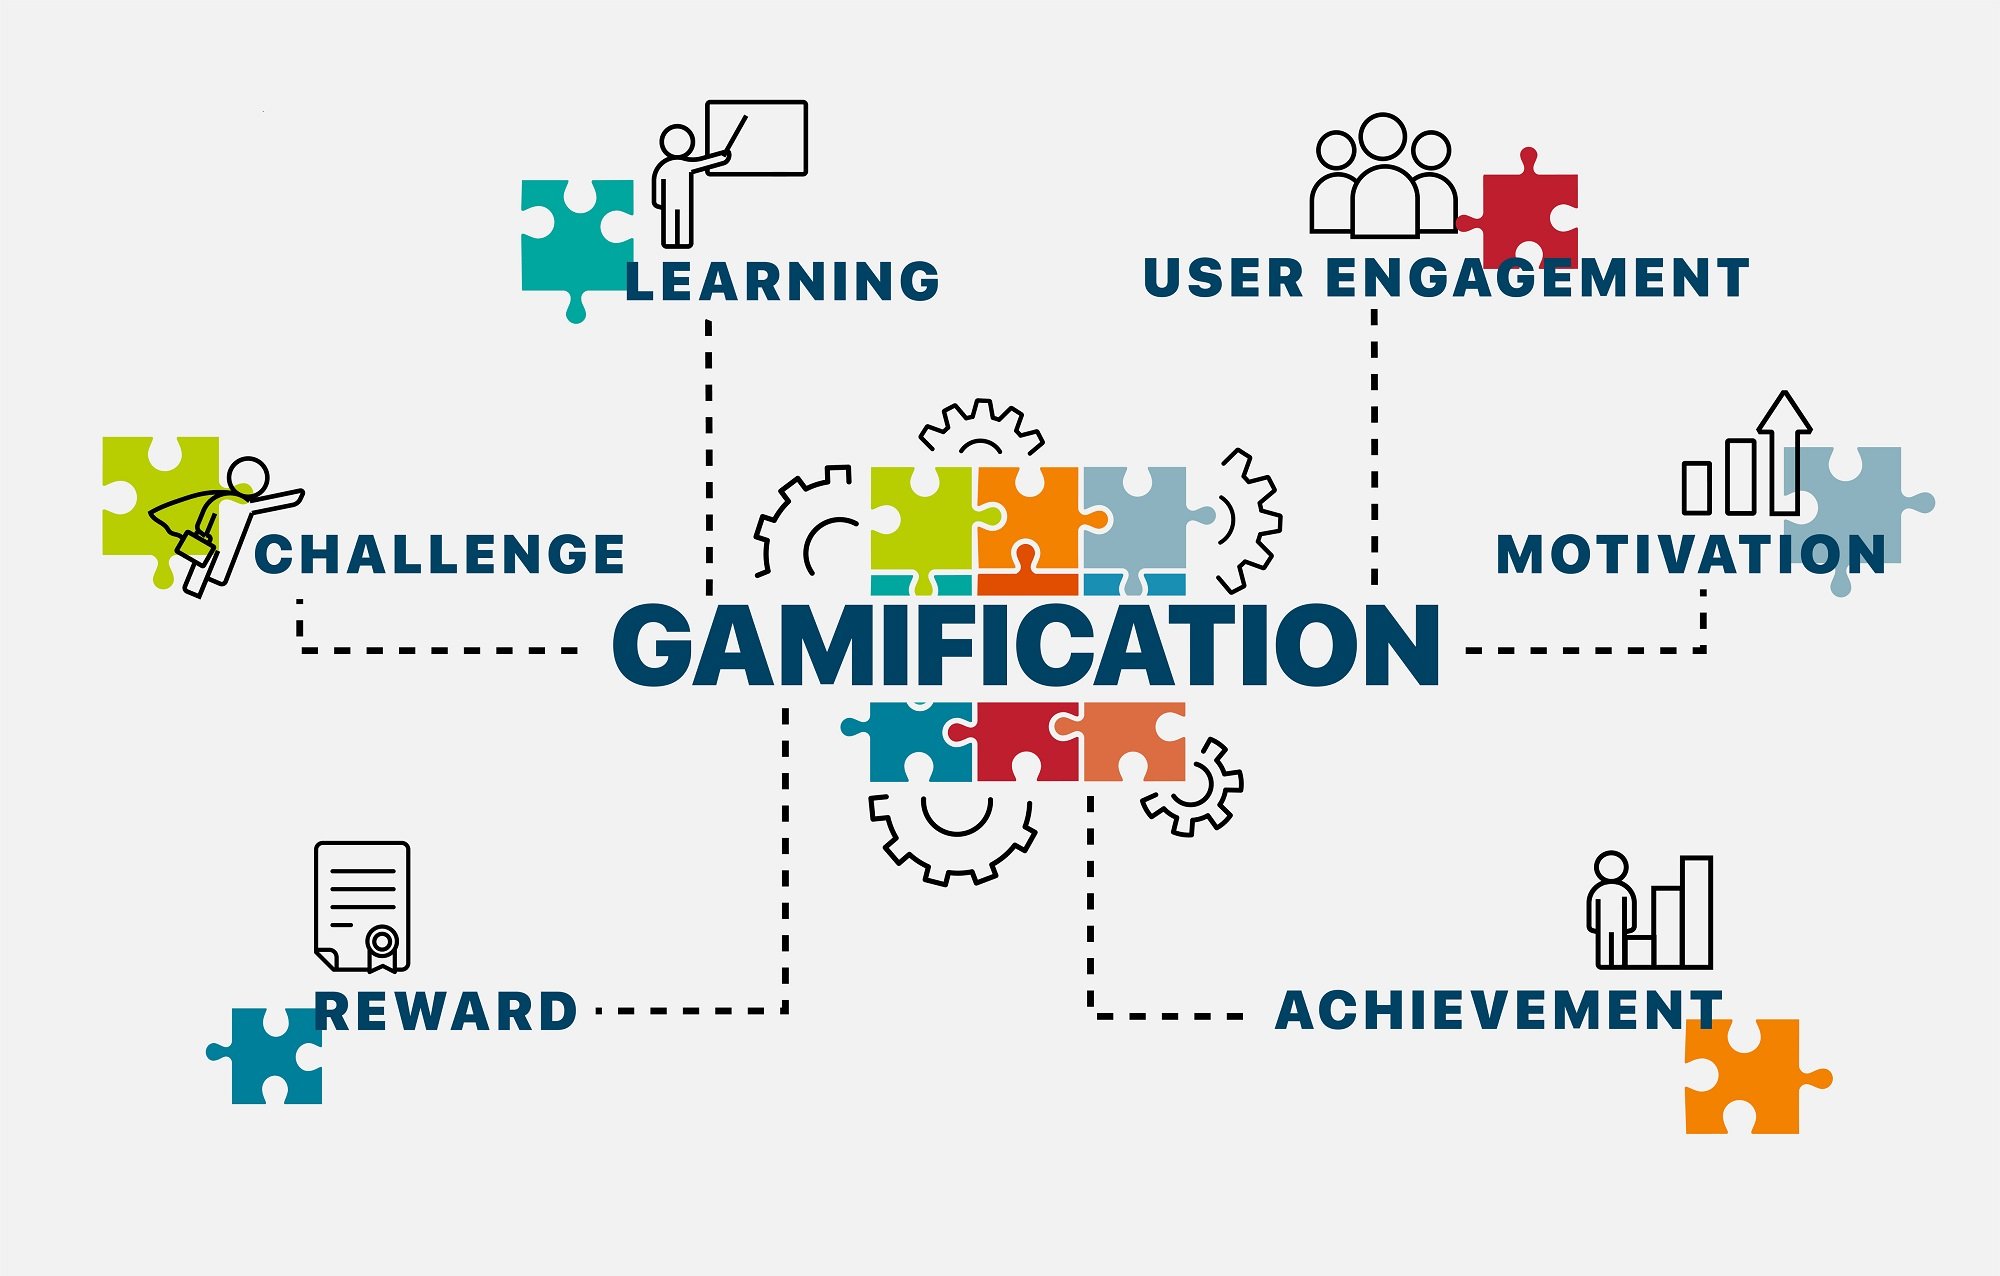 LEARNING
USER ENGAGEMENT
CHALLENGE
MOTIVATION
GAMIFICATION
REWARD
ACHIEVEMENT